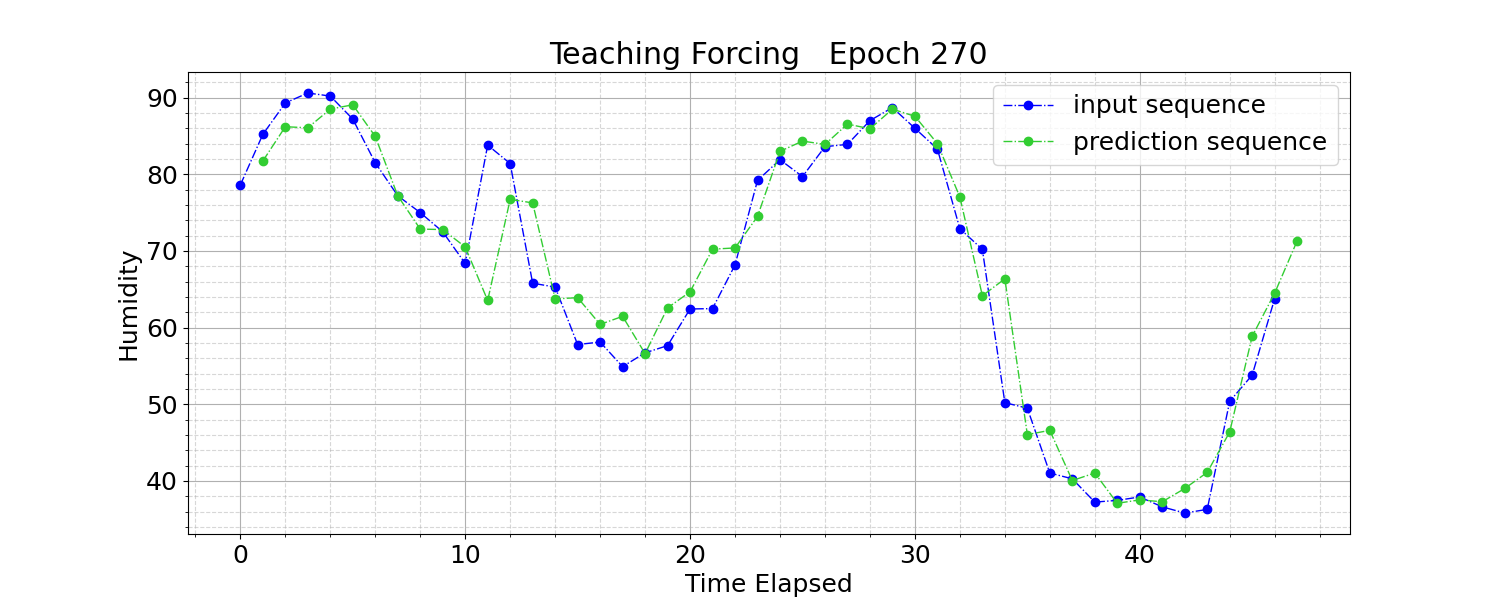 Teaching Forcing   Epoch 270
input sequence
prediction sequence
Humidity
90
80
70
60
50
40
0 10 20 30 40
Time Elapsed